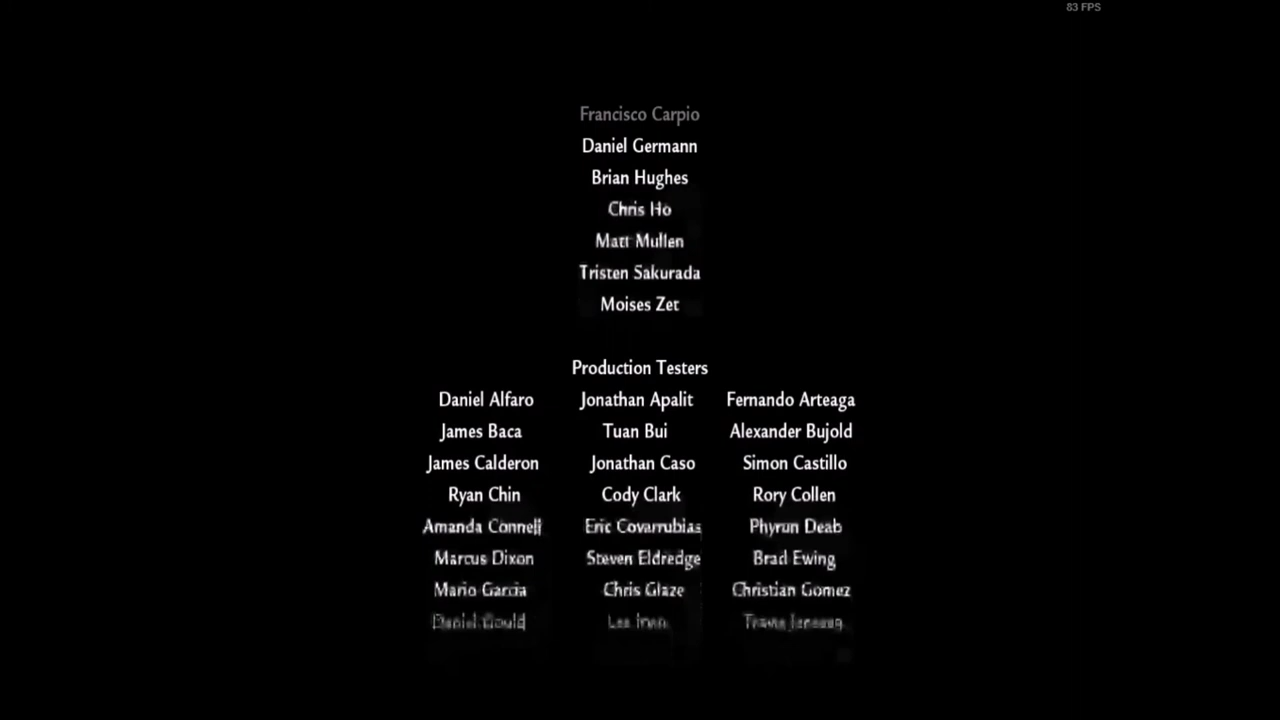 83 FPS
Francisco Carpio
Daniel Germann
Brian Hughes
Chris Ho
Matt Mullen
Tristen Sakurada
Moises Zet
Production Testers
Daniel Alfaro Jonathan Apalit Fernando Arteaga
James Baca Tuan Bui Alexander Bujold
James Calderon Jonathan Caso Simon Castillo
Ryan Chin Cody Clark Rory Collen
Amanda Connell Eric Covarrubias Phyrun Deab
Marcus Dixon Steven Eldredge Brad Ewing
Mario Garcia Chris Glaze Christian Gomez
Daniel Gould Lee